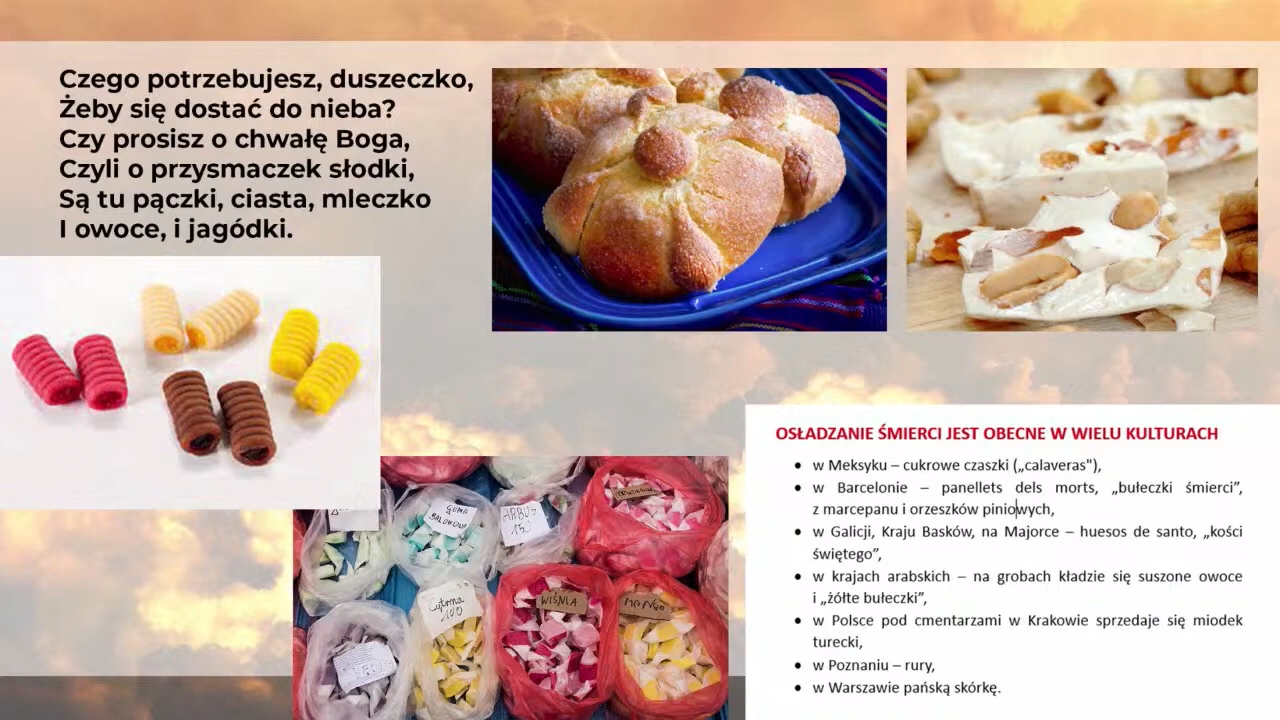 Czego potrzebujesz, duszeczko,
Żeby się dostać do nieba?
Czy prosisz o chwałę Boga,
Czyli o przysmaczek słodki,
Są tu pączki, ciasta, mleczko
I owoce, i jagódki.
GUMA
BALONOWA
ARBUZ
150
Cytryna
100
WIŚNIA
MANGO
OSŁADZANIE ŚMIERCI JEST OBECNE W WIELU KULTURACH
• w Meksyku – cukrowe czaszki („calaveras"),
• w Barcelonie – panellets dels morts, „bułeczki śmierci”,
z marcepanu i orzeszków piniowych,
• w Galicji, Kraju Basków, na Majorce – huesos de santo, „kości
świętego”,
• w krajach arabskich – na grobach kładzie się suszone owoce
i „żółte bułeczki”,
• w Polsce pod cmentarzami w Krakowie sprzedaje się miodek
turecki,
• w Poznaniu – rury,
• w Warszawie pańską skórkę.